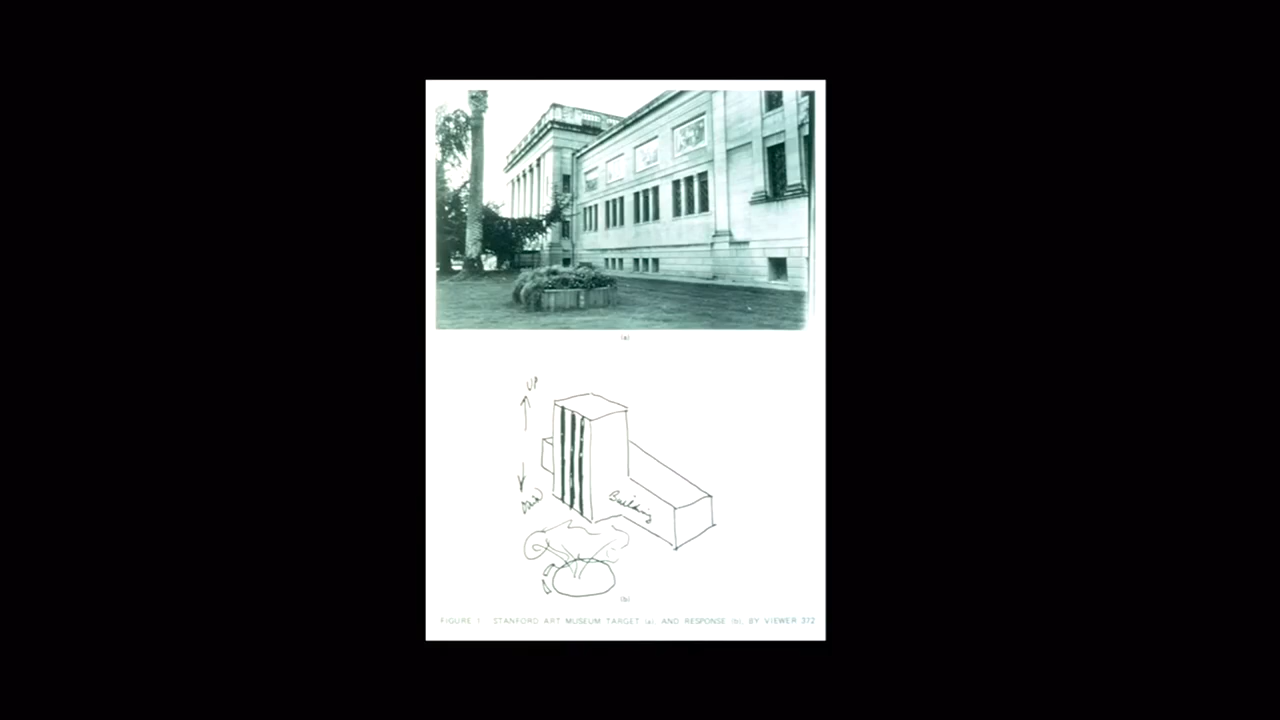 (a)
UP
Building
(b)
FIGURE 1 STANFORD ART MUSEUM TARGET (a), AND RESPONSE (b), BY VIEWER 372